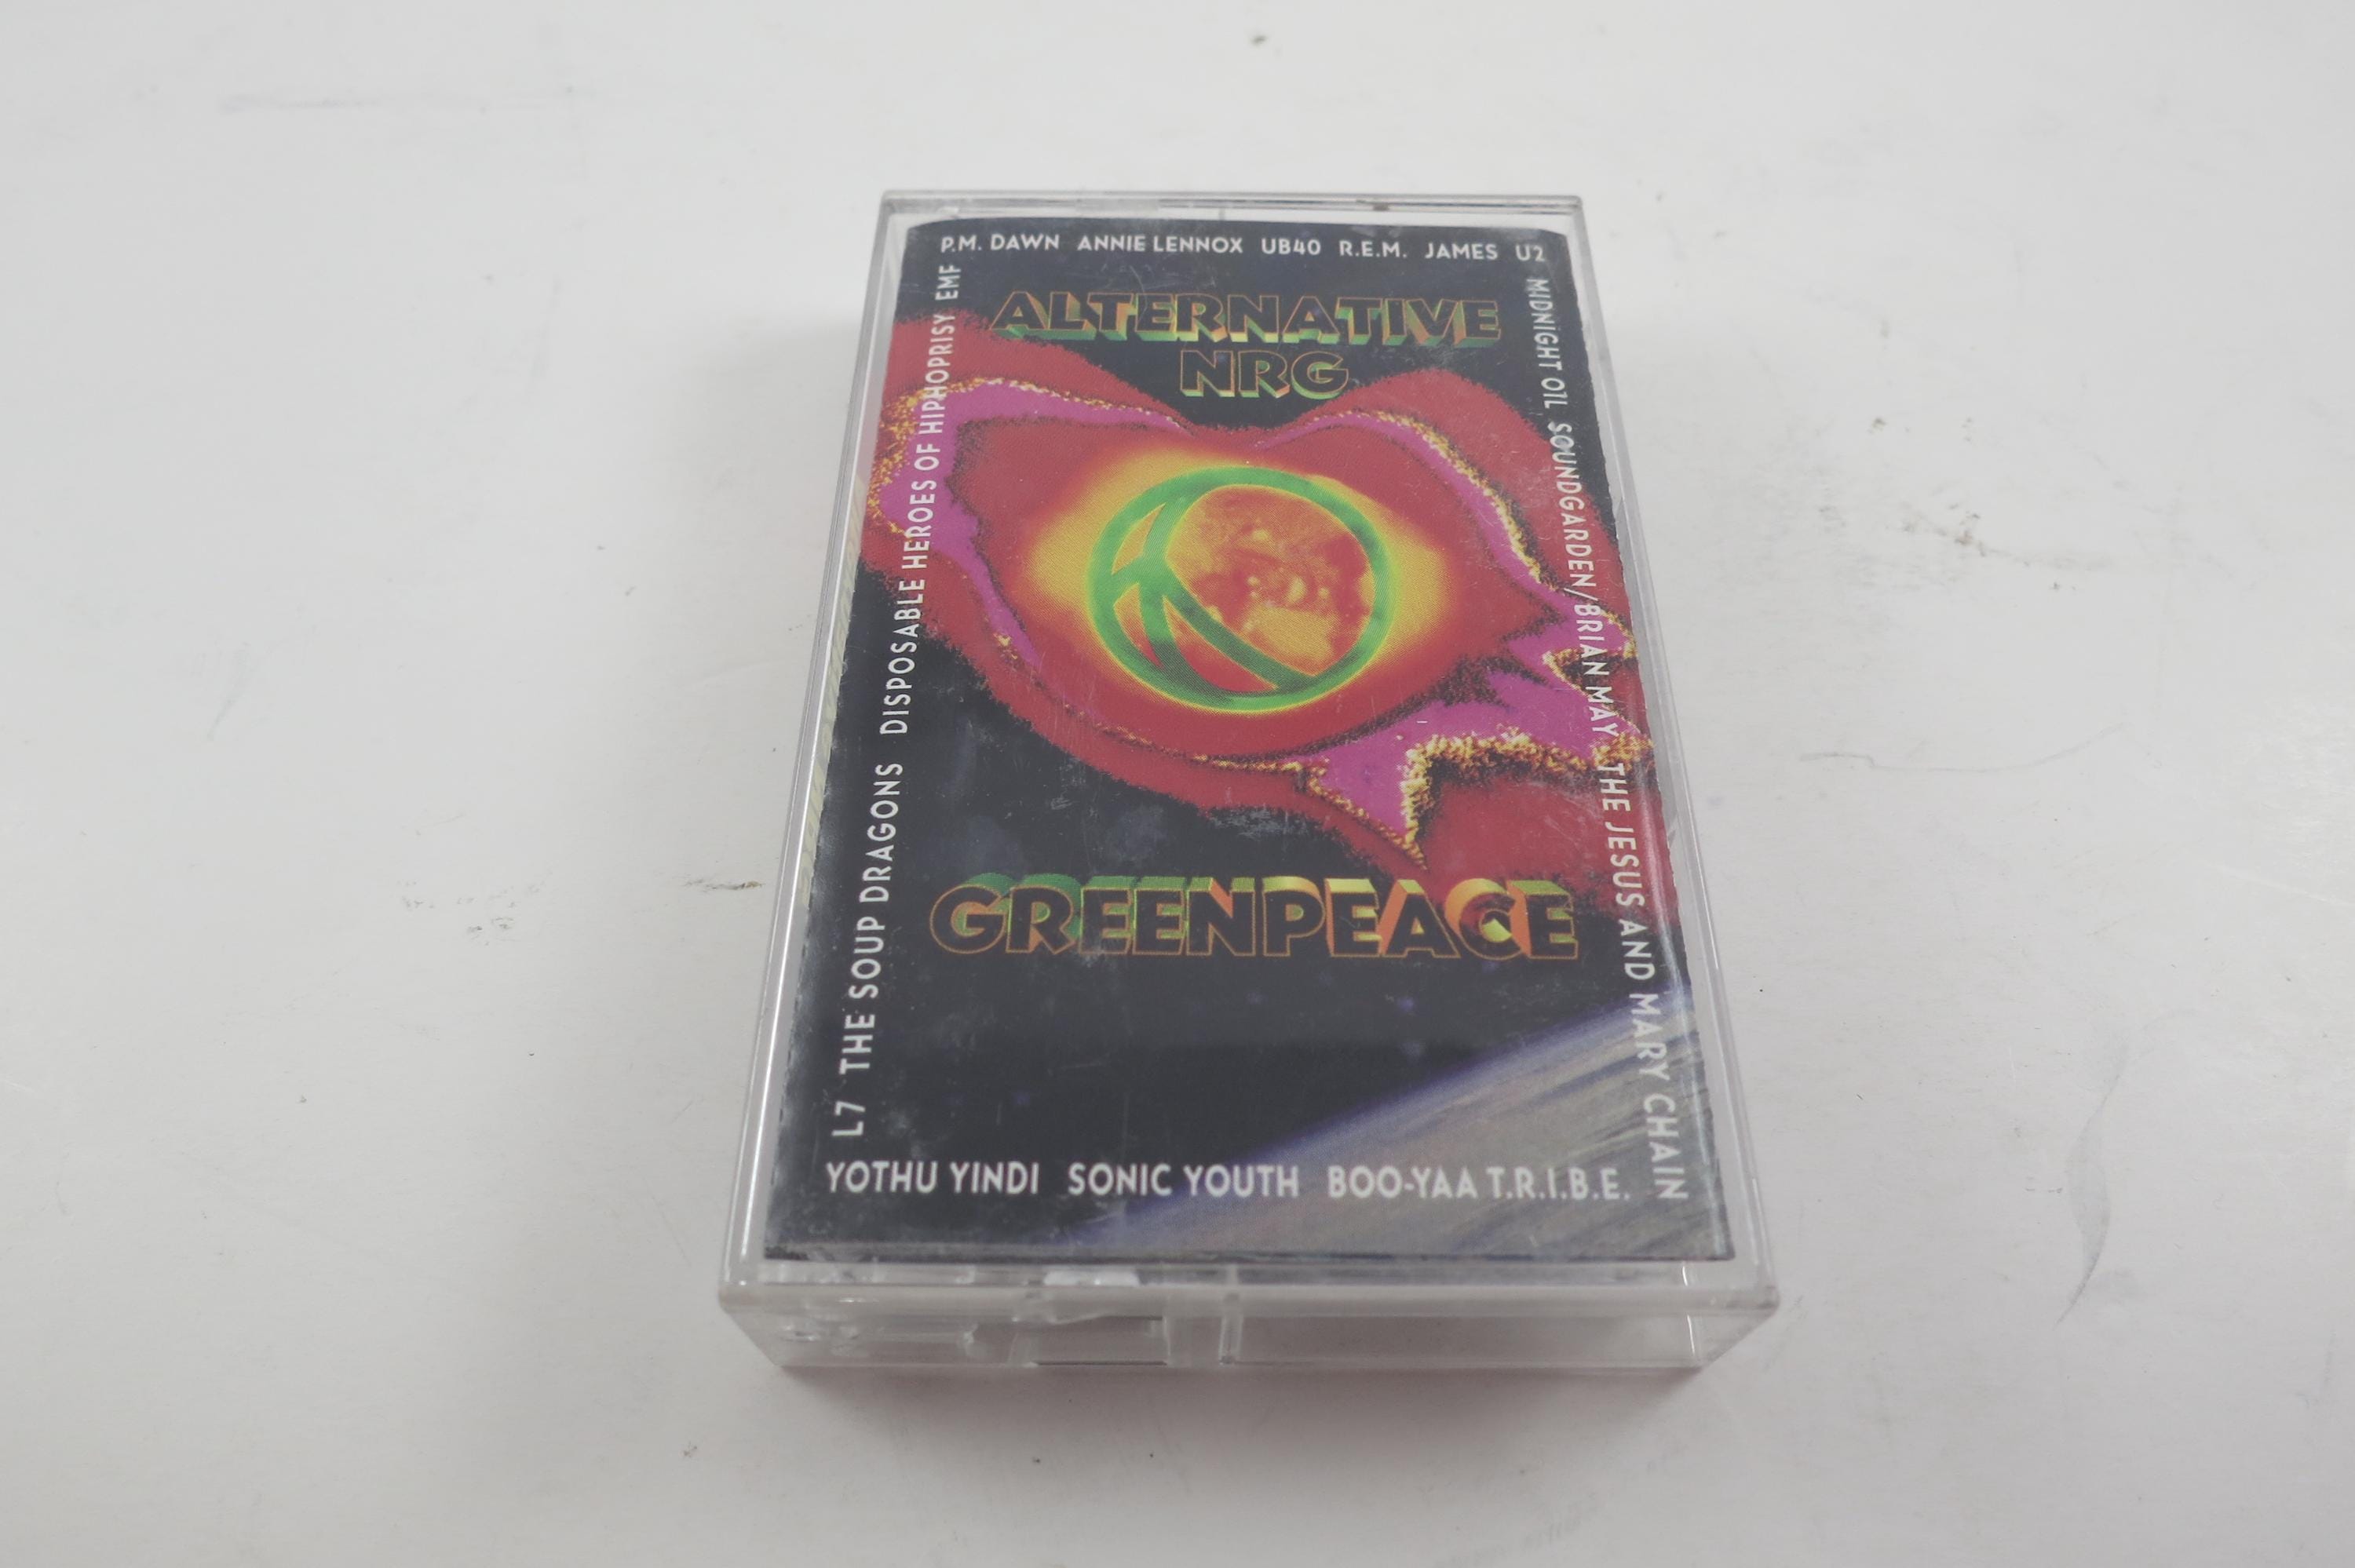 P.M. DAWN ANNIE LENNOX UB40 R.E.M. JAMES U2
MIDNIGHT OIL SOUNDGARDEN/BRIAN MAY THE JESUS AND MARY CHAIN
ALTERNATIVE
NRG
GREENPEACE
L7 THE SOUP DRAGONS DISPOSABLE HEROES OF HIPHOPRISY EMF
YOTHU YINDI SONIC YOUTH BOO-YAA T.R.I.B.E.